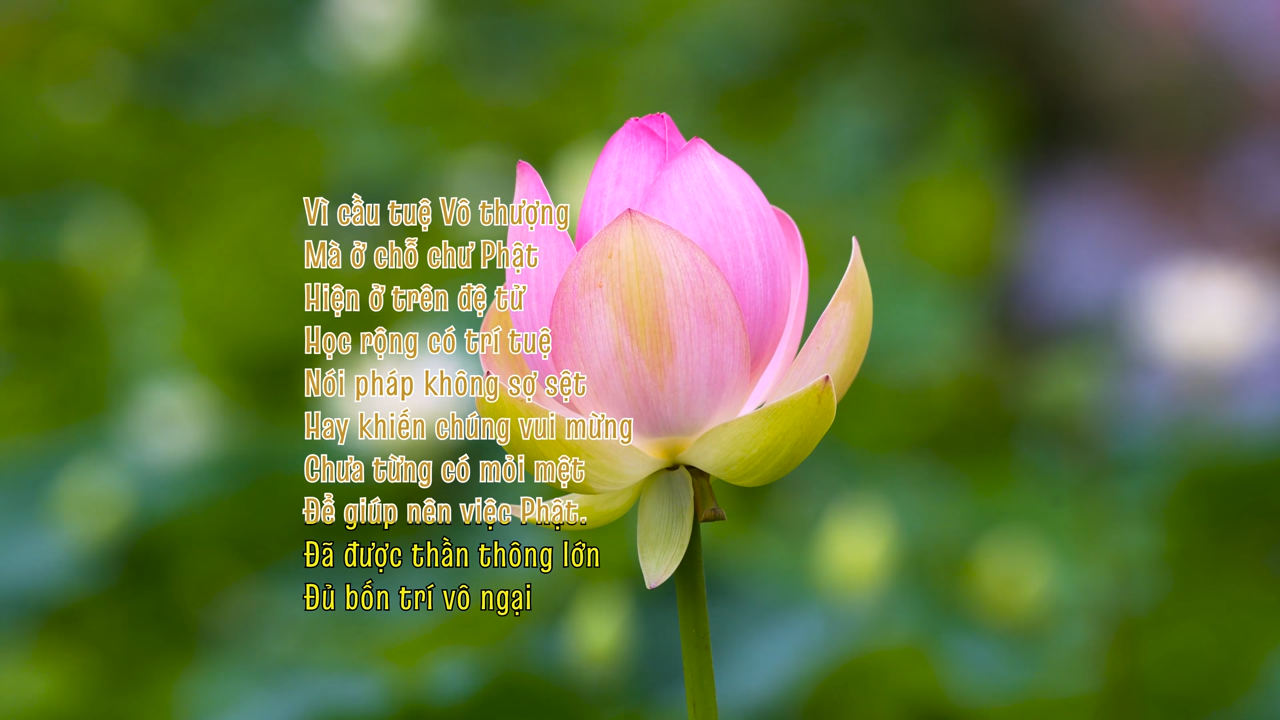 Vì cầu tuệ Vô thượng
Mà ở chỗ chư Phật
Hiện ở trên đệ tử
Học rộng có trí tuệ
Nói pháp không sợ sệt
Hay khiến chúng vui mừng
Chưa từng có mỏi mệt
Để giúp nên việc Phật.
Đã được thần thông lớn
Đủ bốn trí vô ngại